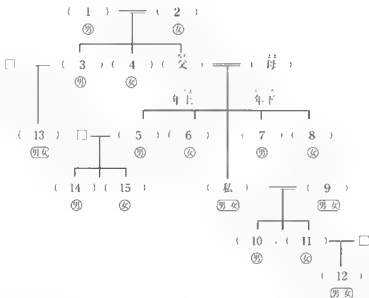 ( 1 ) ( 2 )
男 女
( 3 ) ( 4 ) ( 父 ) ( 母 )
男 女
年上 年下
( 13 ) ( 5 ) ( 6 ) ( 7 ) ( 8 )
男女 男 女 男 女
( 14 ) ( 15 ) ( 私 ) ( 9 )
男 女 男 女 男 女
( 10 ) ( 11 )
男 女
( 12 )
男 女